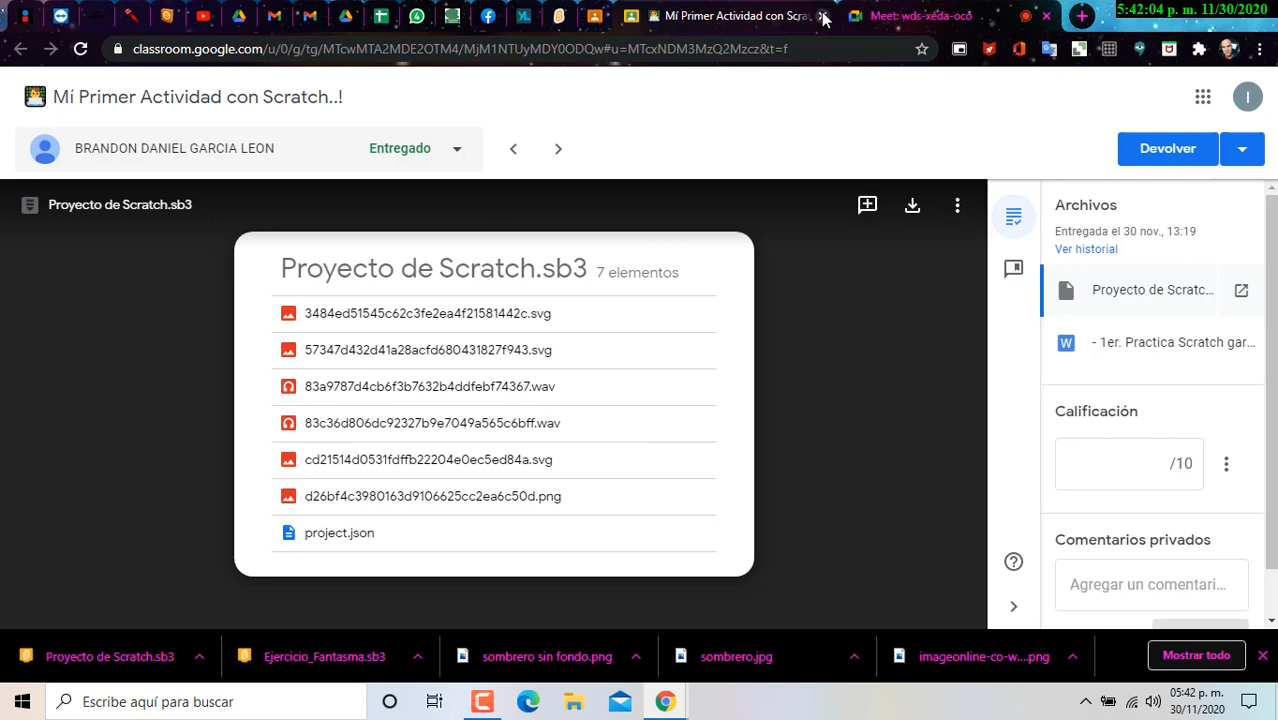 5:42:04 p. m. 11/30/2020
Mí Primer Actividad con Scra
Meet: wds-xeda-oco
classroom.google.com/u/0/g/tg/MTcwMTA2MDE2OTM4/MjM1NTUyMDY0ODQw#u=MTcxNDM3MzQ2Mzcz&t=f
Mí Primer Actividad con Scratch..!
I
BRANDON DANIEL GARCIA LEON
Entregado
Devolver
Proyecto de Scratch.sb3
Archivos
Entregada el 30 nov., 13:19
Ver historial
Proyecto de Scratch.sb3 7 elementos
Proyecto de Scratc...
3484ed51545c62c3fe2ea4f21581442c.svg
57347d432d41a28acfd680431827f943.svg
W - 1er. Practica Scratch gar...
83a9787d4cb6f3b7632b4ddfebf74367.wav
83c36d806dc92327b9e7049a565c6bff.wav
Calificación
cd21514d0531fdffb22204e0ec5ed84a.svg
/10
d26bf4c3980163d9106625cc2ea6c50d.png
project.json
Comentarios privados
Agregar un comentari...
Proyecto de Scratch.sb3
Ejercicio_Fantasma.sb3
sombrero sin fondo.png
sombrero.jpg
imageonline-co-w....png
Mostrar todo
Escribe aquí para buscar
05:42 p. m.
30/11/2020